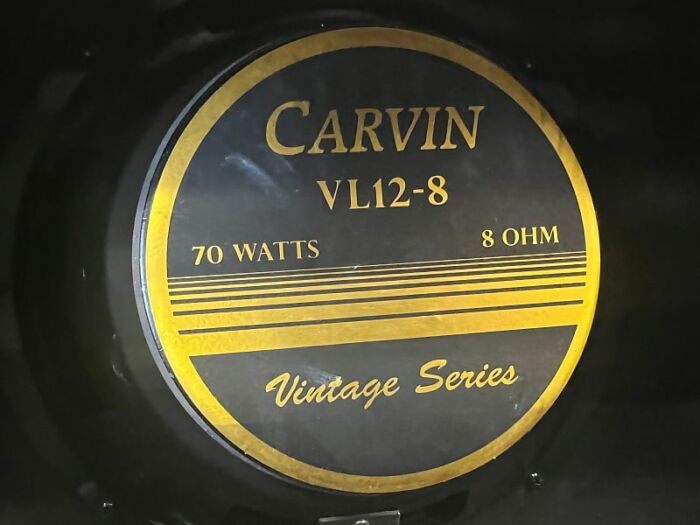 CARVIN
VL12-8
70 WATTS 8 OHM
Vintage Series